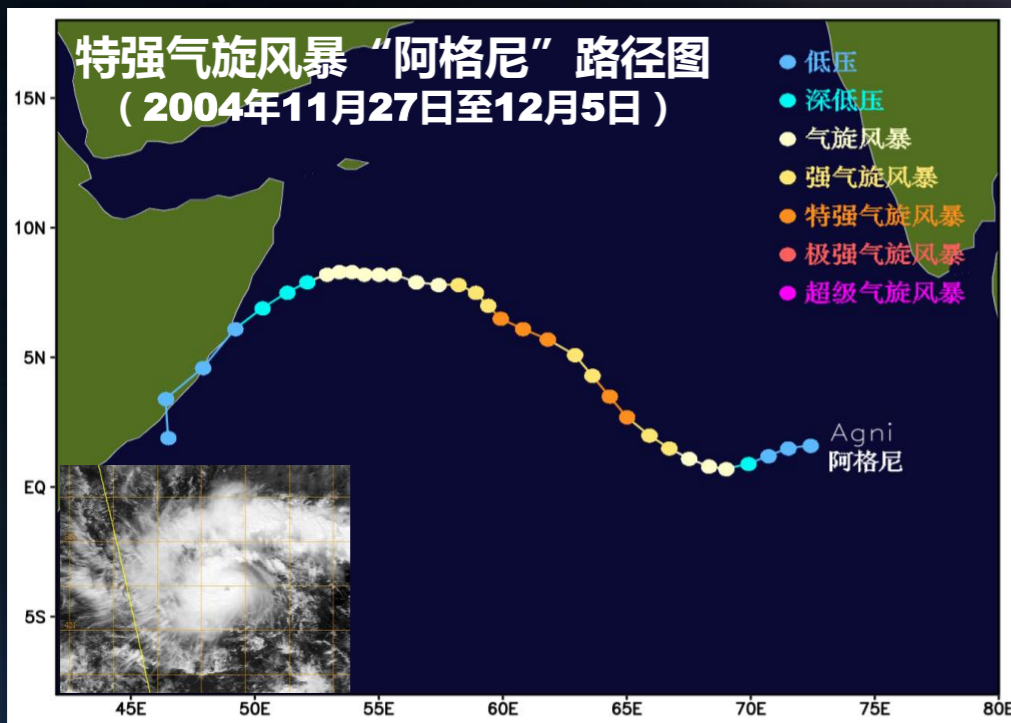 特强气旋风暴“阿格尼”路径图
（2004年11月27日至12月5日）
低压
深低压
气旋风暴
强气旋风暴
特强气旋风暴
极强气旋风暴
超级气旋风暴
15N
10N
5N
EQ
5S
Agni
阿格尼
45E 50E 55E 60E 65E 70E 75E 80E